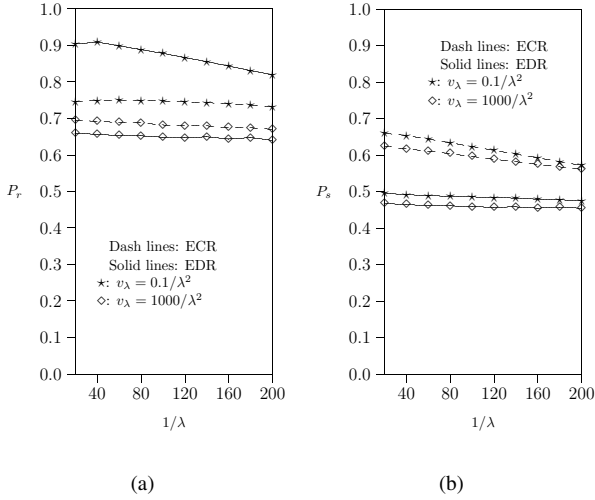 1.0
0.9
0.8
0.7
0.6
0.5
0.4
0.3
0.2
0.1
0.0
P_r
Dash lines: ECR
Solid lines: EDR
★: v_λ = 0.1/λ²
◇: v_λ = 1000/λ²
40 80 120 160 200
1/λ
(a)
1.0
0.9
0.8
0.7
0.6
0.5
0.4
0.3
0.2
0.1
0.0
P_s
Dash lines: ECR
Solid lines: EDR
★: v_λ = 0.1/λ²
◇: v_λ = 1000/λ²
40 80 120 160 200
1/λ
(b)